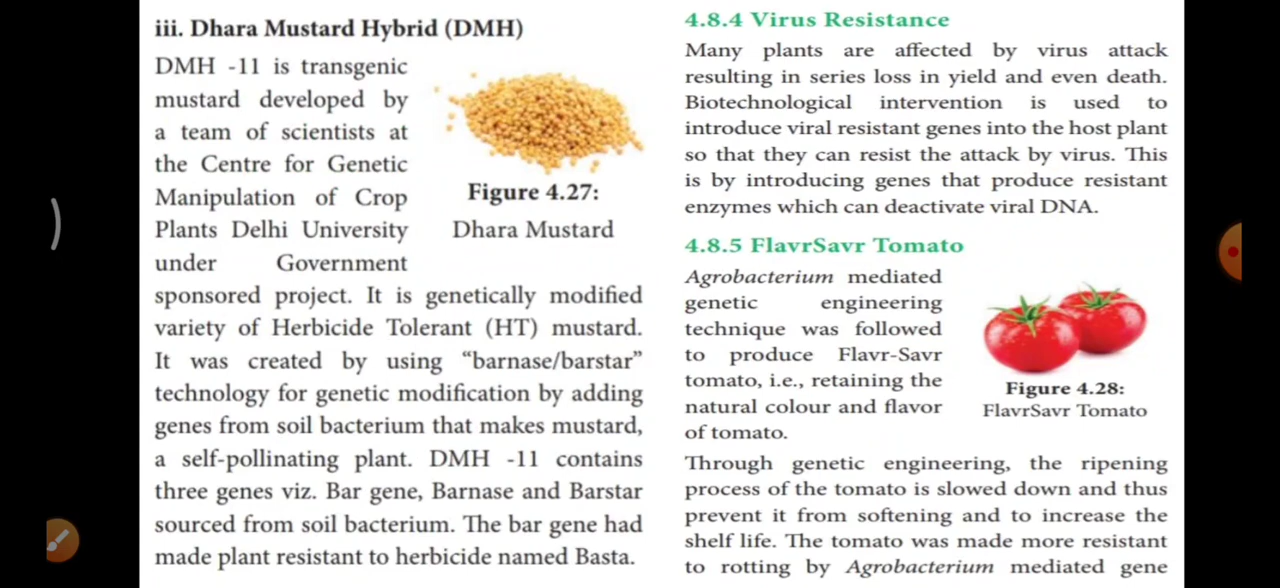 iii. Dhara Mustard Hybrid (DMH)
DMH -11 is transgenic
mustard developed by
a team of scientists at
the Centre for Genetic
Manipulation of Crop
Plants Delhi University
under Government
sponsored project. It is genetically modified
variety of Herbicide Tolerant (HT) mustard.
It was created by using “barnase/barstar”
technology for genetic modification by adding
genes from soil bacterium that makes mustard,
a self-pollinating plant. DMH -11 contains
three genes viz. Bar gene, Barnase and Barstar
sourced from soil bacterium. The bar gene had
made plant resistant to herbicide named Basta.
Figure 4.27:
Dhara Mustard
4.8.4 Virus Resistance
Many plants are affected by virus attack
resulting in series loss in yield and even death.
Biotechnological intervention is used to
introduce viral resistant genes into the host plant
so that they can resist the attack by virus. This
is by introducing genes that produce resistant
enzymes which can deactivate viral DNA.
4.8.5 FlavrSavr Tomato
Agrobacterium mediated
genetic engineering
technique was followed
to produce Flavr-Savr
tomato, i.e., retaining the
natural colour and flavor
of tomato.
Figure 4.28:
FlavrSavr Tomato
Through genetic engineering, the ripening
process of the tomato is slowed down and thus
prevent it from softening and to increase the
shelf life. The tomato was made more resistant
to rotting by Agrobacterium mediated gene